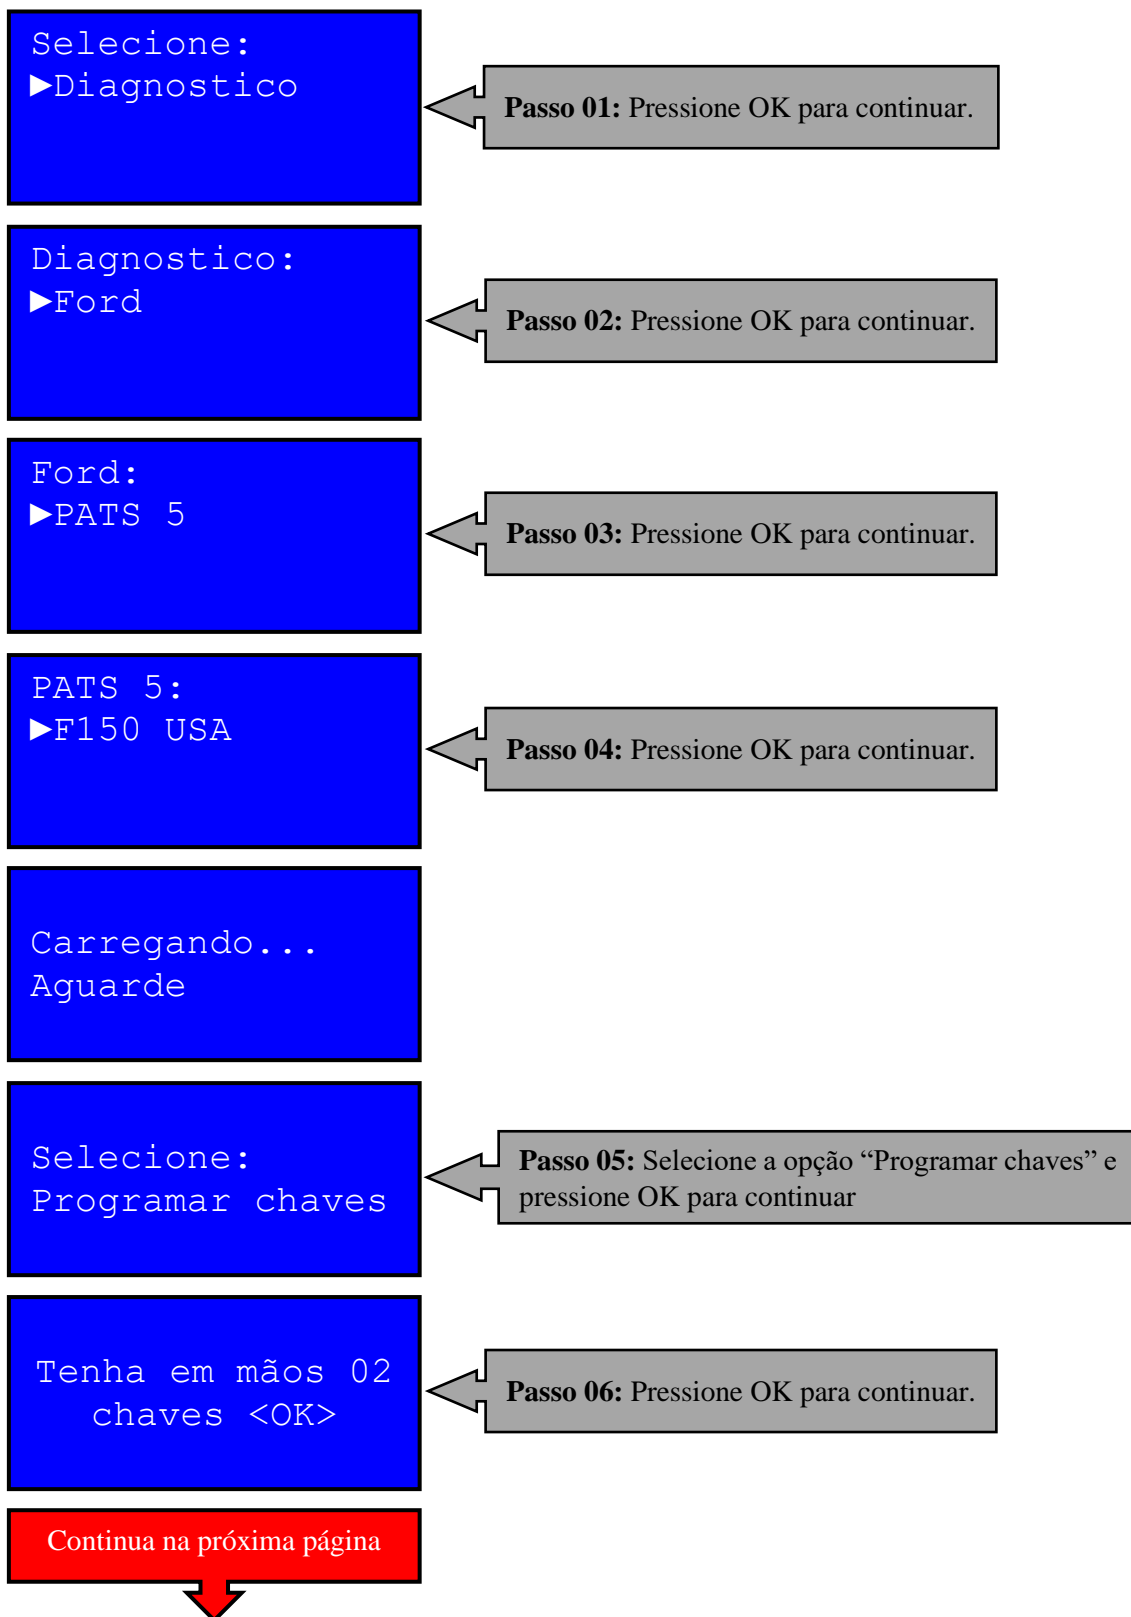 Selecione:
►Diagnostico
Passo 01: Pressione OK para continuar.
Diagnostico:
►Ford
Passo 02: Pressione OK para continuar.
Ford:
►PATS 5
Passo 03: Pressione OK para continuar.
PATS 5:
►F150 USA
Passo 04: Pressione OK para continuar.
Carregando...
Aguarde
Selecione:
Programar chaves
Passo 05: Selecione a opção “Programar chaves” e
pressione OK para continuar
Tenha em mãos 02
chaves <OK>
Passo 06: Pressione OK para continuar.
Continua na próxima página